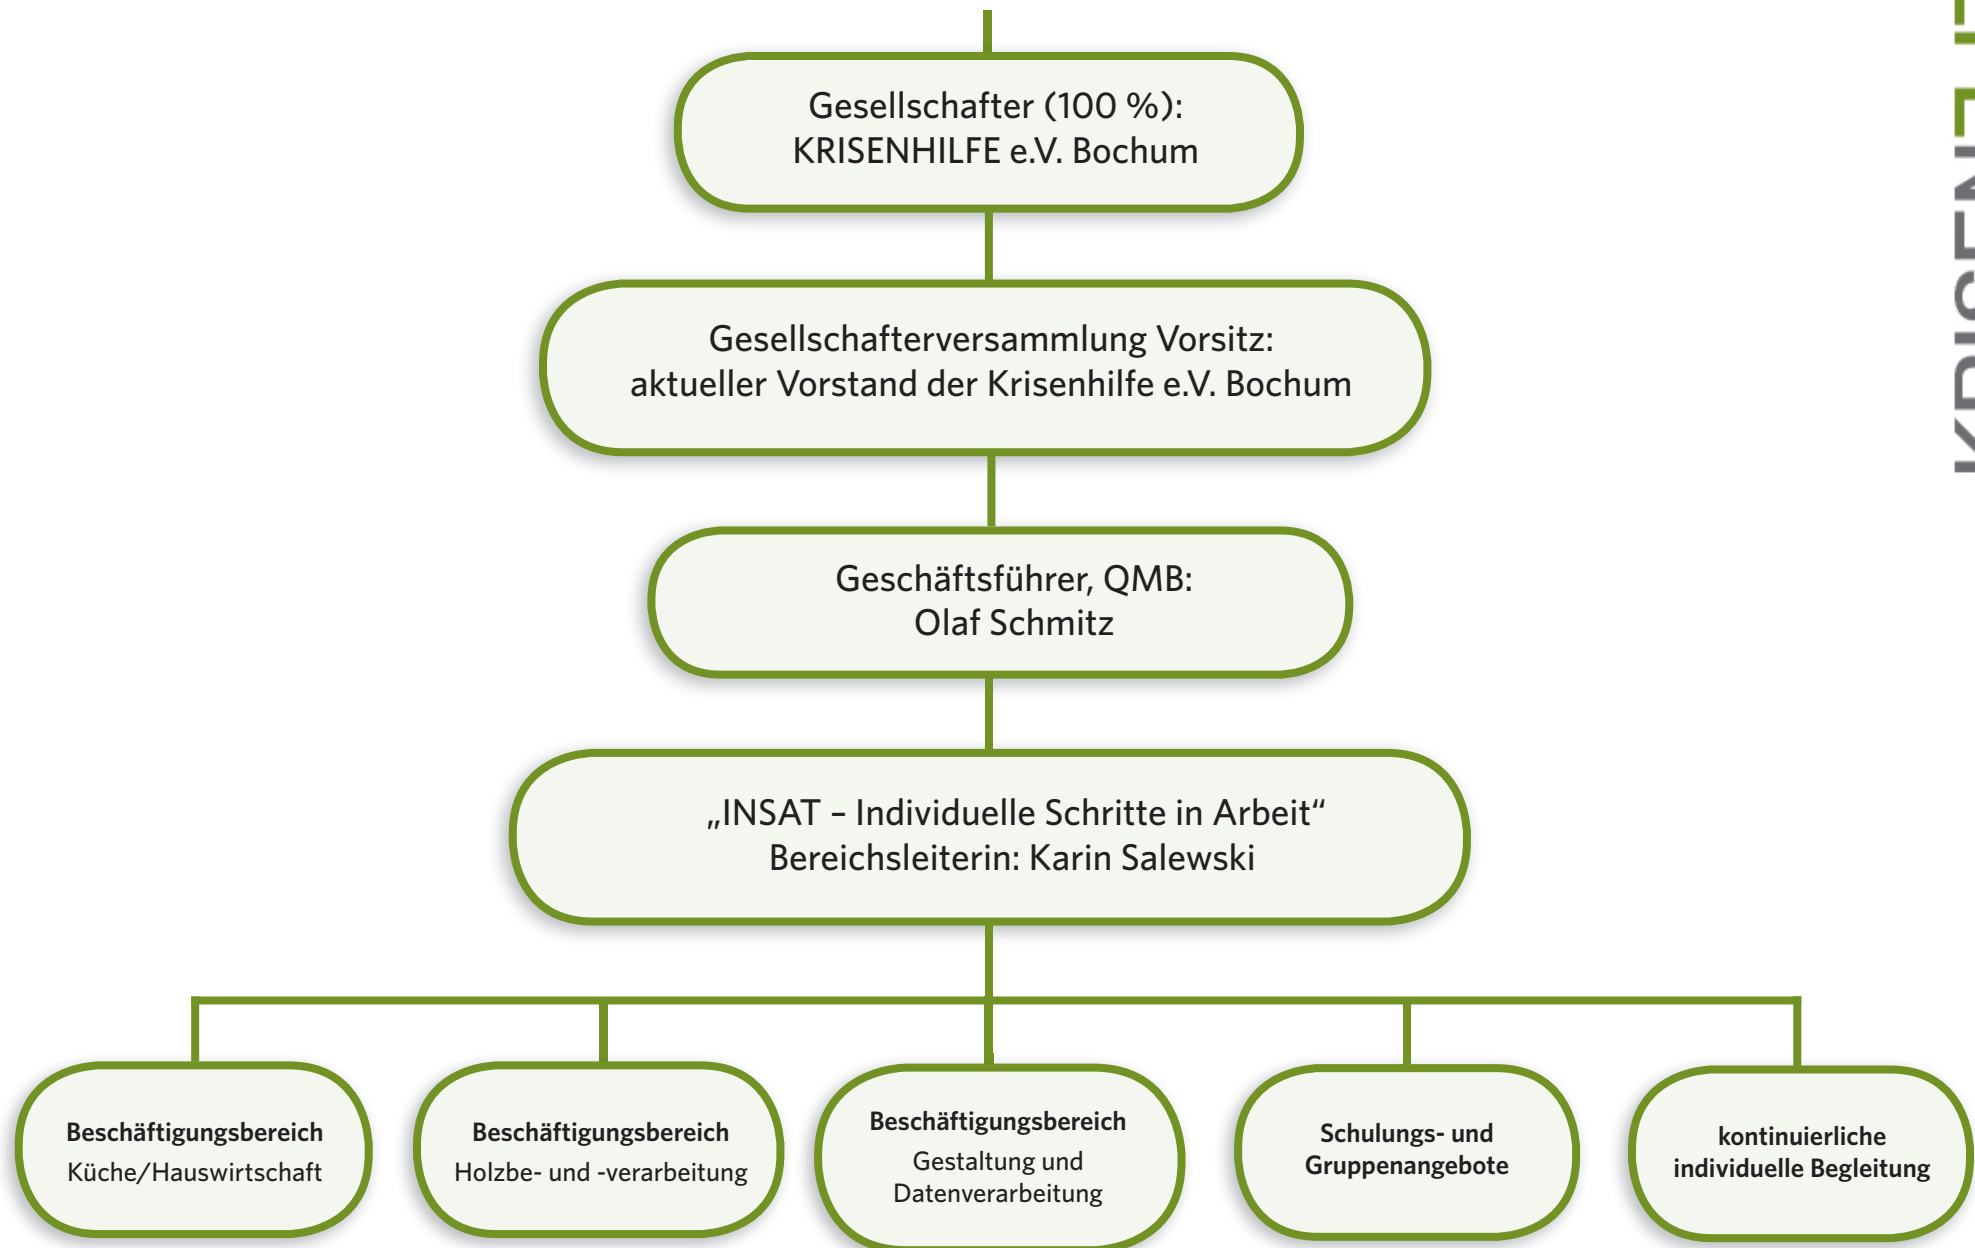 Gesellschafter (100 %):
KRISENHILFE e.V. Bochum
Gesellschafterversammlung Vorsitz:
aktueller Vorstand der Krisenhilfe e.V. Bochum
Geschäftsführer, QMB:
Olaf Schmitz
„INSAT – Individuelle Schritte in Arbeit“
Bereichsleiterin: Karin Salewski
Beschäftigungsbereich
Küche/Hauswirtschaft
Beschäftigungsbereich
Holzbe- und -verarbeitung
Beschäftigungsbereich
Gestaltung und
Datenverarbeitung
Schulungs- und
Gruppenangebote
kontinuierliche
individuelle Begleitung